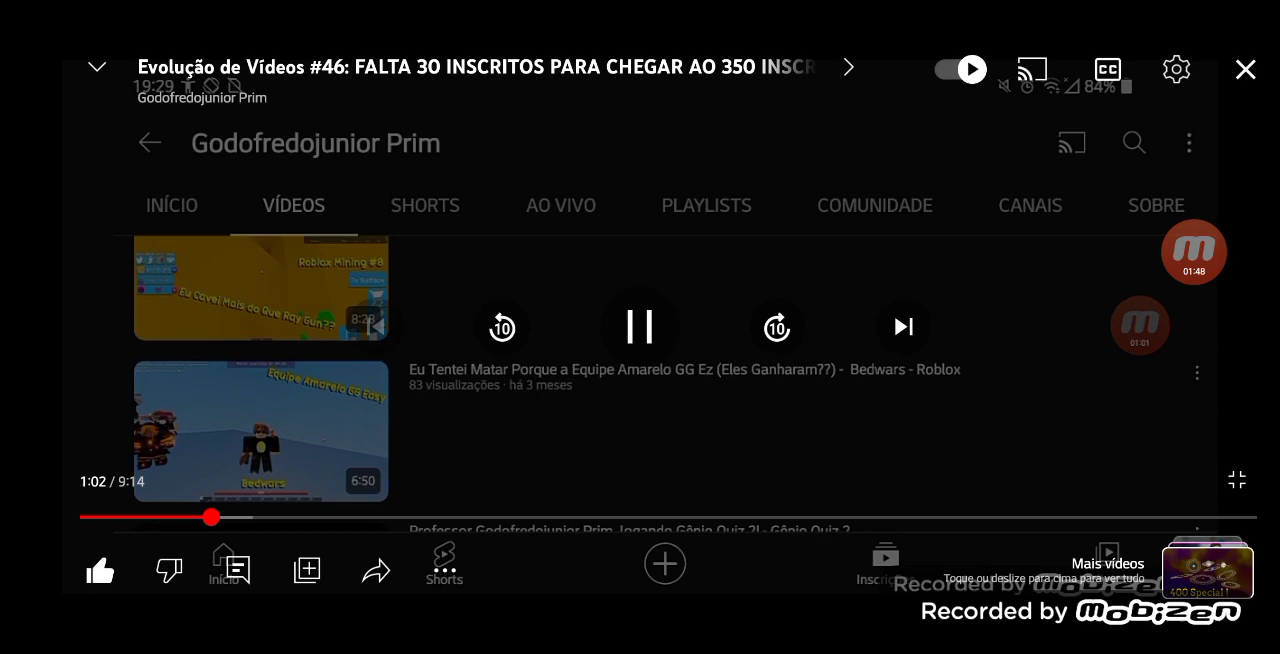 Evolução de Vídeos #46: FALTA 30 INSCRITOS PARA CHEGAR AO 350 INSCR
19:29
84%
Godofredojunior Prim
Godofredojunior Prim
INÍCIO VÍDEOS SHORTS AO VIVO PLAYLISTS COMUNIDADE CANAIS SOBRE
Roblox Mining #8
To Surface
Eu Cavei Mais do Que Ray Gun??
8:28
01:48
10
10
01:01
Eu Tentei Matar Porque a Equipe Amarelo GG Ez (Eles Ganharam??) - Bedwars - Roblox
83 visualizações · há 3 meses
Equipe Amarelo GG Easy
Bedwars
6:50
1:02 / 9:14
Professor Godofredojunior Prim Jogando Gênio Quiz 2! - Gênio Quiz 2
Início
Shorts
Mais vídeos
Toque ou deslize para cima para ver tudo
400 Special!
Recorded by mobizen
Recorded by mobizen